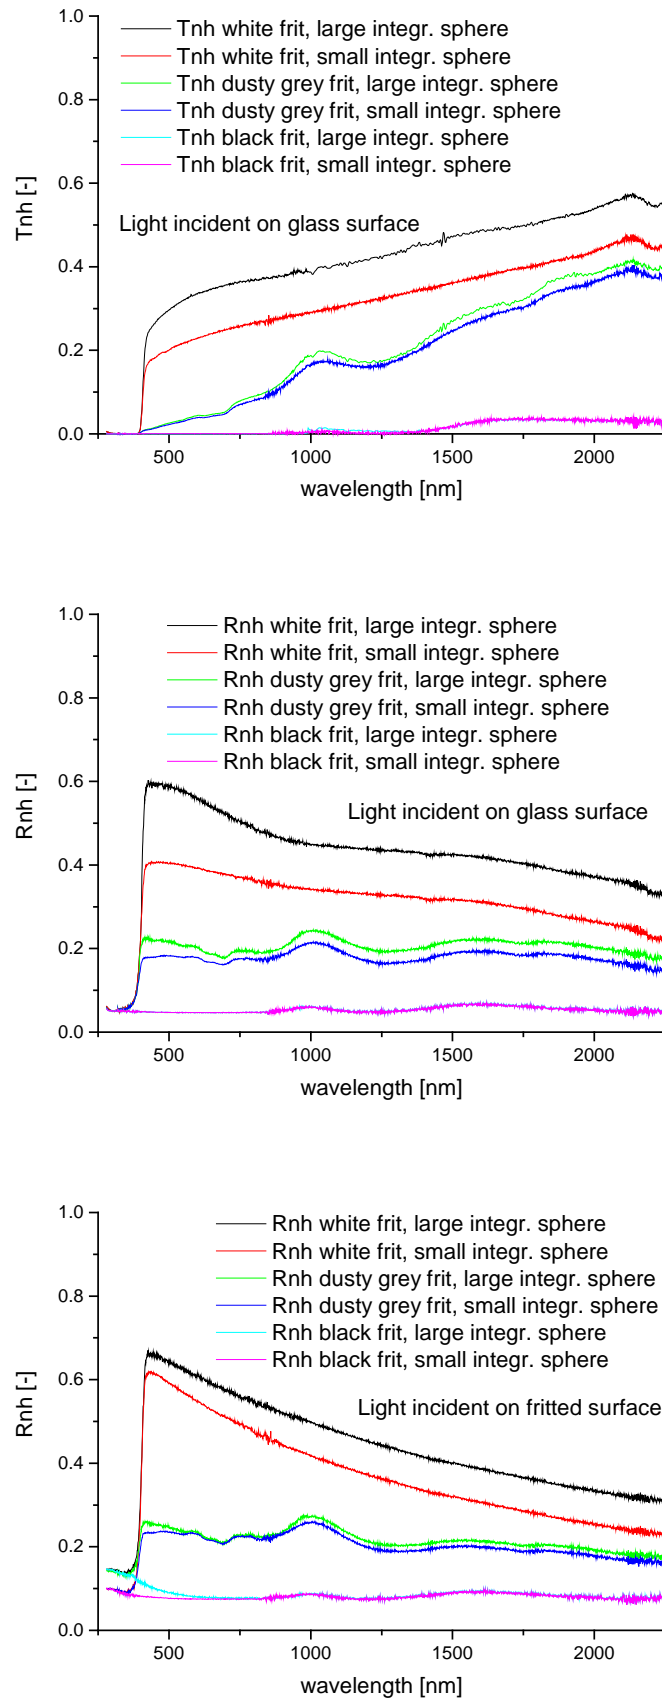 1.0
Tnh white frit, large integr. sphere
Tnh white frit, small integr. sphere
0.8
Tnh dusty grey frit, large integr. sphere
Tnh dusty grey frit, small integr. sphere
Tnh black frit, large integr. sphere
Tnh black frit, small integr. sphere
0.6
Light incident on glass surface
Tnh [-]
0.4
0.2
0.0
500 1000 1500 2000
wavelength [nm]
1.0
Rnh white frit, large integr. sphere
Rnh white frit, small integr. sphere
Rnh dusty grey frit, large integr. sphere
0.8
Rnh dusty grey frit, small integr. sphere
Rnh black frit, large integr. sphere
Rnh black frit, small integr. sphere
0.6
Light incident on glass surface
Rnh [-]
0.4
0.2
0.0
500 1000 1500 2000
wavelength [nm]
1.0
Rnh white frit, large integr. sphere
Rnh white frit, small integr. sphere
Rnh dusty grey frit, large integr. sphere
0.8
Rnh dusty grey frit, small integr. sphere
Rnh black frit, large integr. sphere
Rnh black frit, small integr. sphere
0.6
Light incident on fritted surface
Rnh [-]
0.4
0.2
0.0
500 1000 1500 2000
wavelength [nm]